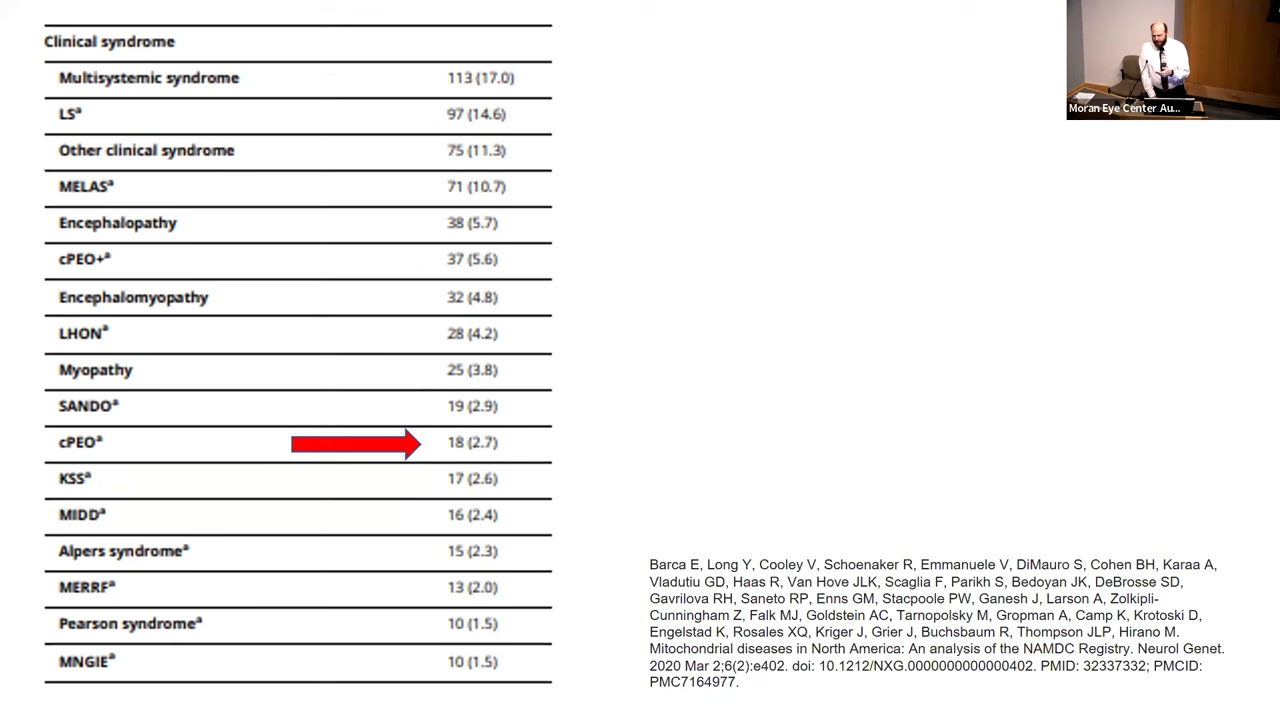 Clinical syndrome
Multisystemic syndrome 113 (17.0)
LSᵃ 97 (14.6)
Other clinical syndrome 75 (11.3)
MELASᵃ 71 (10.7)
Encephalopathy 38 (5.7)
cPEO+ᵃ 37 (5.6)
Encephalomyopathy 32 (4.8)
LHONᵃ 28 (4.2)
Myopathy 25 (3.8)
SANDOᵃ 19 (2.9)
cPEOᵃ 18 (2.7)
KSSᵃ 17 (2.6)
MIDDᵃ 16 (2.4)
Alpers syndromeᵃ 15 (2.3)
MERRFᵃ 13 (2.0)
Pearson syndromeᵃ 10 (1.5)
MNGIEᵃ 10 (1.5)
Moran Eye Center Au...
Barca E, Long Y, Cooley V, Schoenaker R, Emmanuele V, DiMauro S, Cohen BH, Karaa A,
Vladutiu GD, Haas R, Van Hove JLK, Scaglia F, Parikh S, Bedoyan JK, DeBrosse SD,
Gavrilova RH, Saneto RP, Enns GM, Stacpoole PW, Ganesh J, Larson A, Zolkipli-
Cunningham Z, Falk MJ, Goldstein AC, Tarnopolsky M, Gropman A, Camp K, Krotoski D,
Engelstad K, Rosales XQ, Kriger J, Grier J, Buchsbaum R, Thompson JLP, Hirano M.
Mitochondrial diseases in North America: An analysis of the NAMDC Registry. Neurol Genet.
2020 Mar 2;6(2):e402. doi: 10.1212/NXG.0000000000000402. PMID: 32337332; PMCID:
PMC7164977.